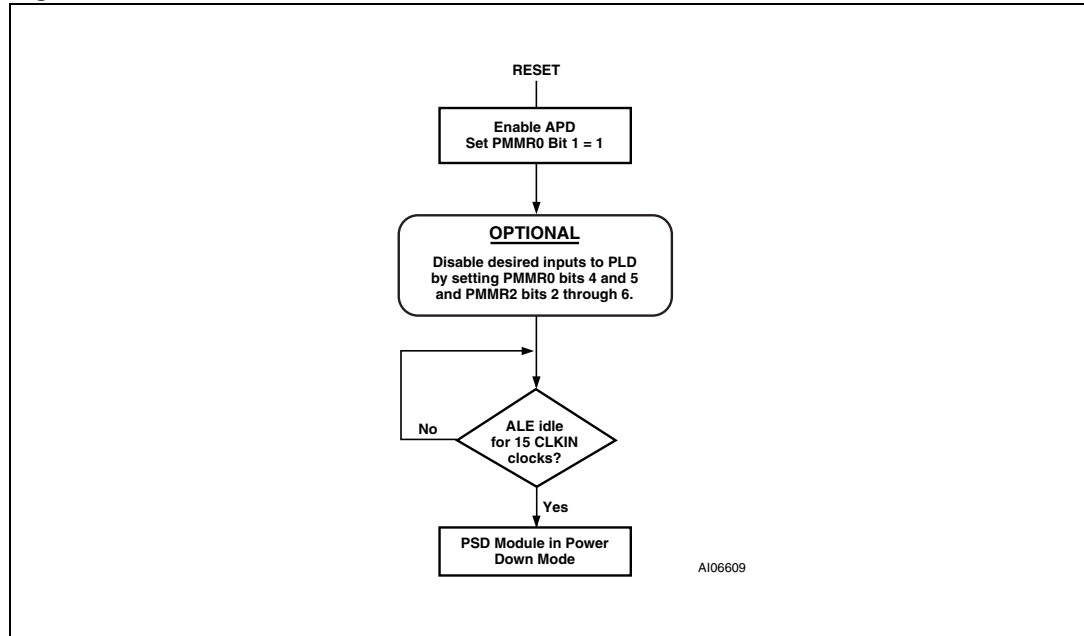 RESET
Enable APD
Set PMMR0 Bit 1 = 1
OPTIONAL
Disable desired inputs to PLD
by setting PMMR0 bits 4 and 5
and PMMR2 bits 2 through 6.
No
ALE idle
for 15 CLKIN
clocks?
Yes
PSD Module in Power
Down Mode
AI06609